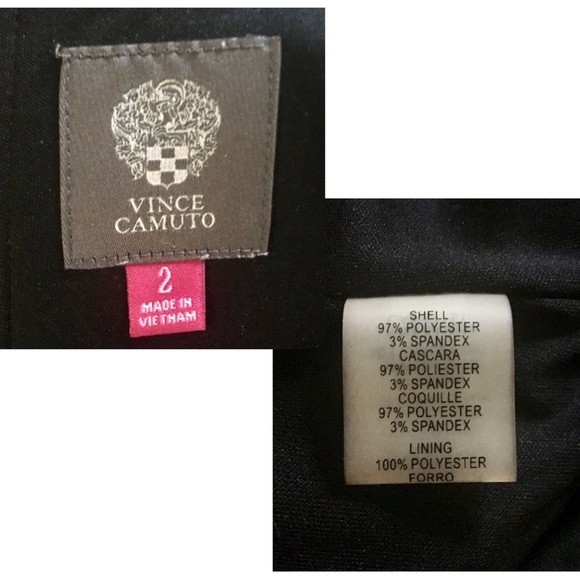 VINCE
CAMUTO
2
MADE IN
VIETNAM
SHELL
97% POLYESTER
3% SPANDEX
CASCARA
97% POLIESTER
3% SPANDEX
COQUILLE
97% POLYESTER
3% SPANDEX
LINING
100% POLYESTER
FORRO